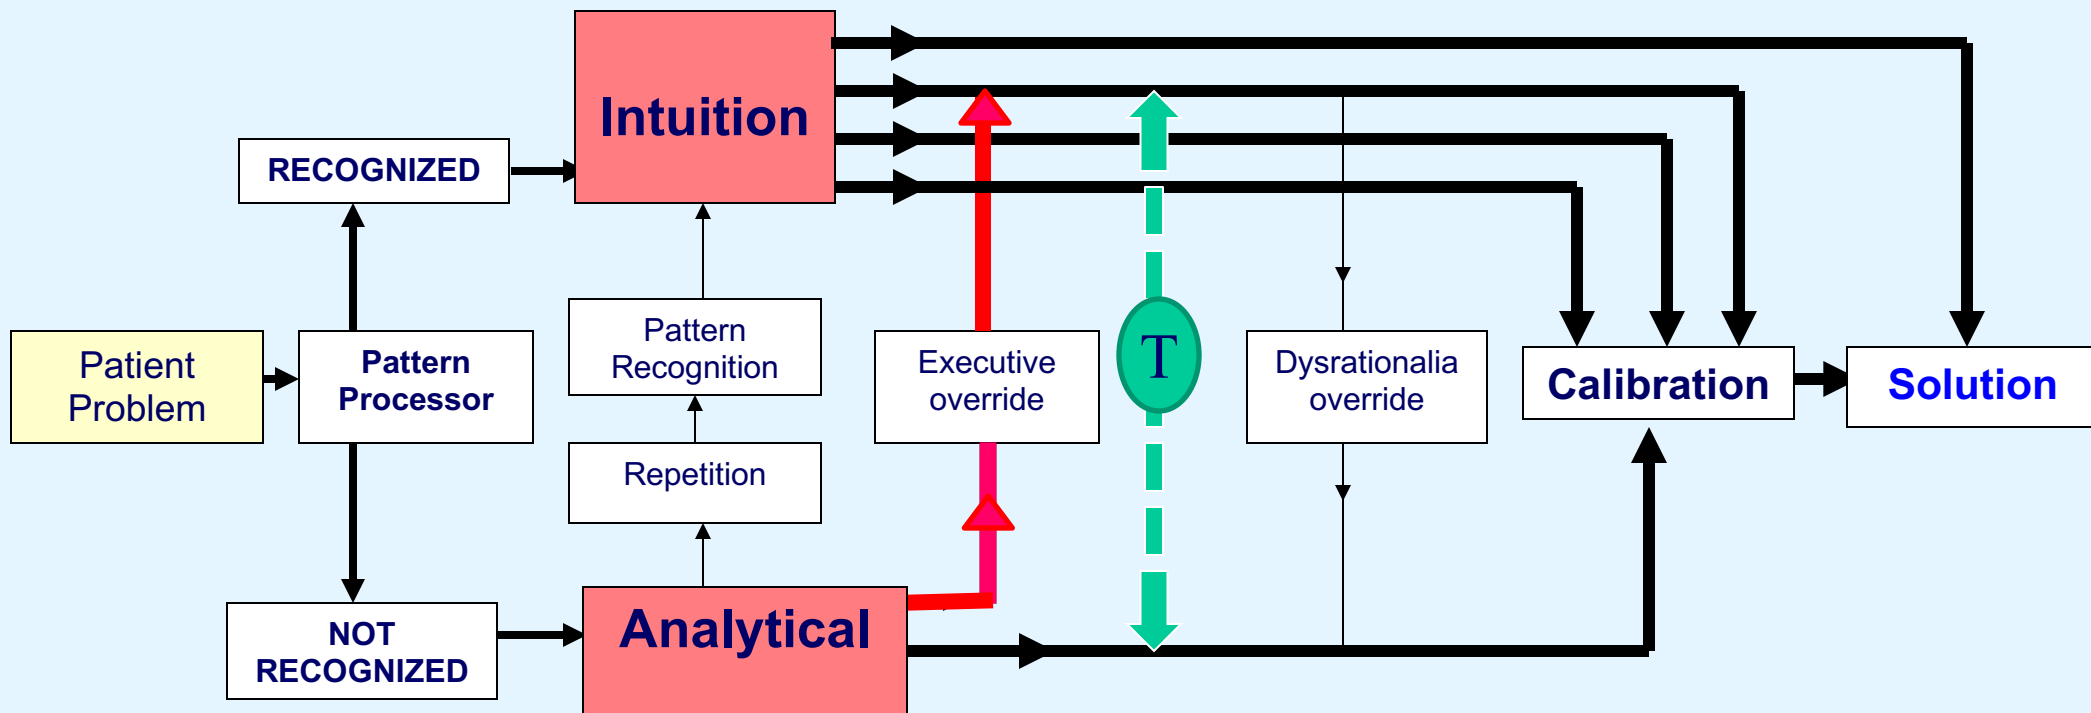 Intuition
RECOGNIZED
Pattern
Recognition
Patient
Problem
Pattern
Processor
Executive
override
T
Dysrationalia
override
Calibration
Solution
Repetition
NOT
RECOGNIZED
Analytical